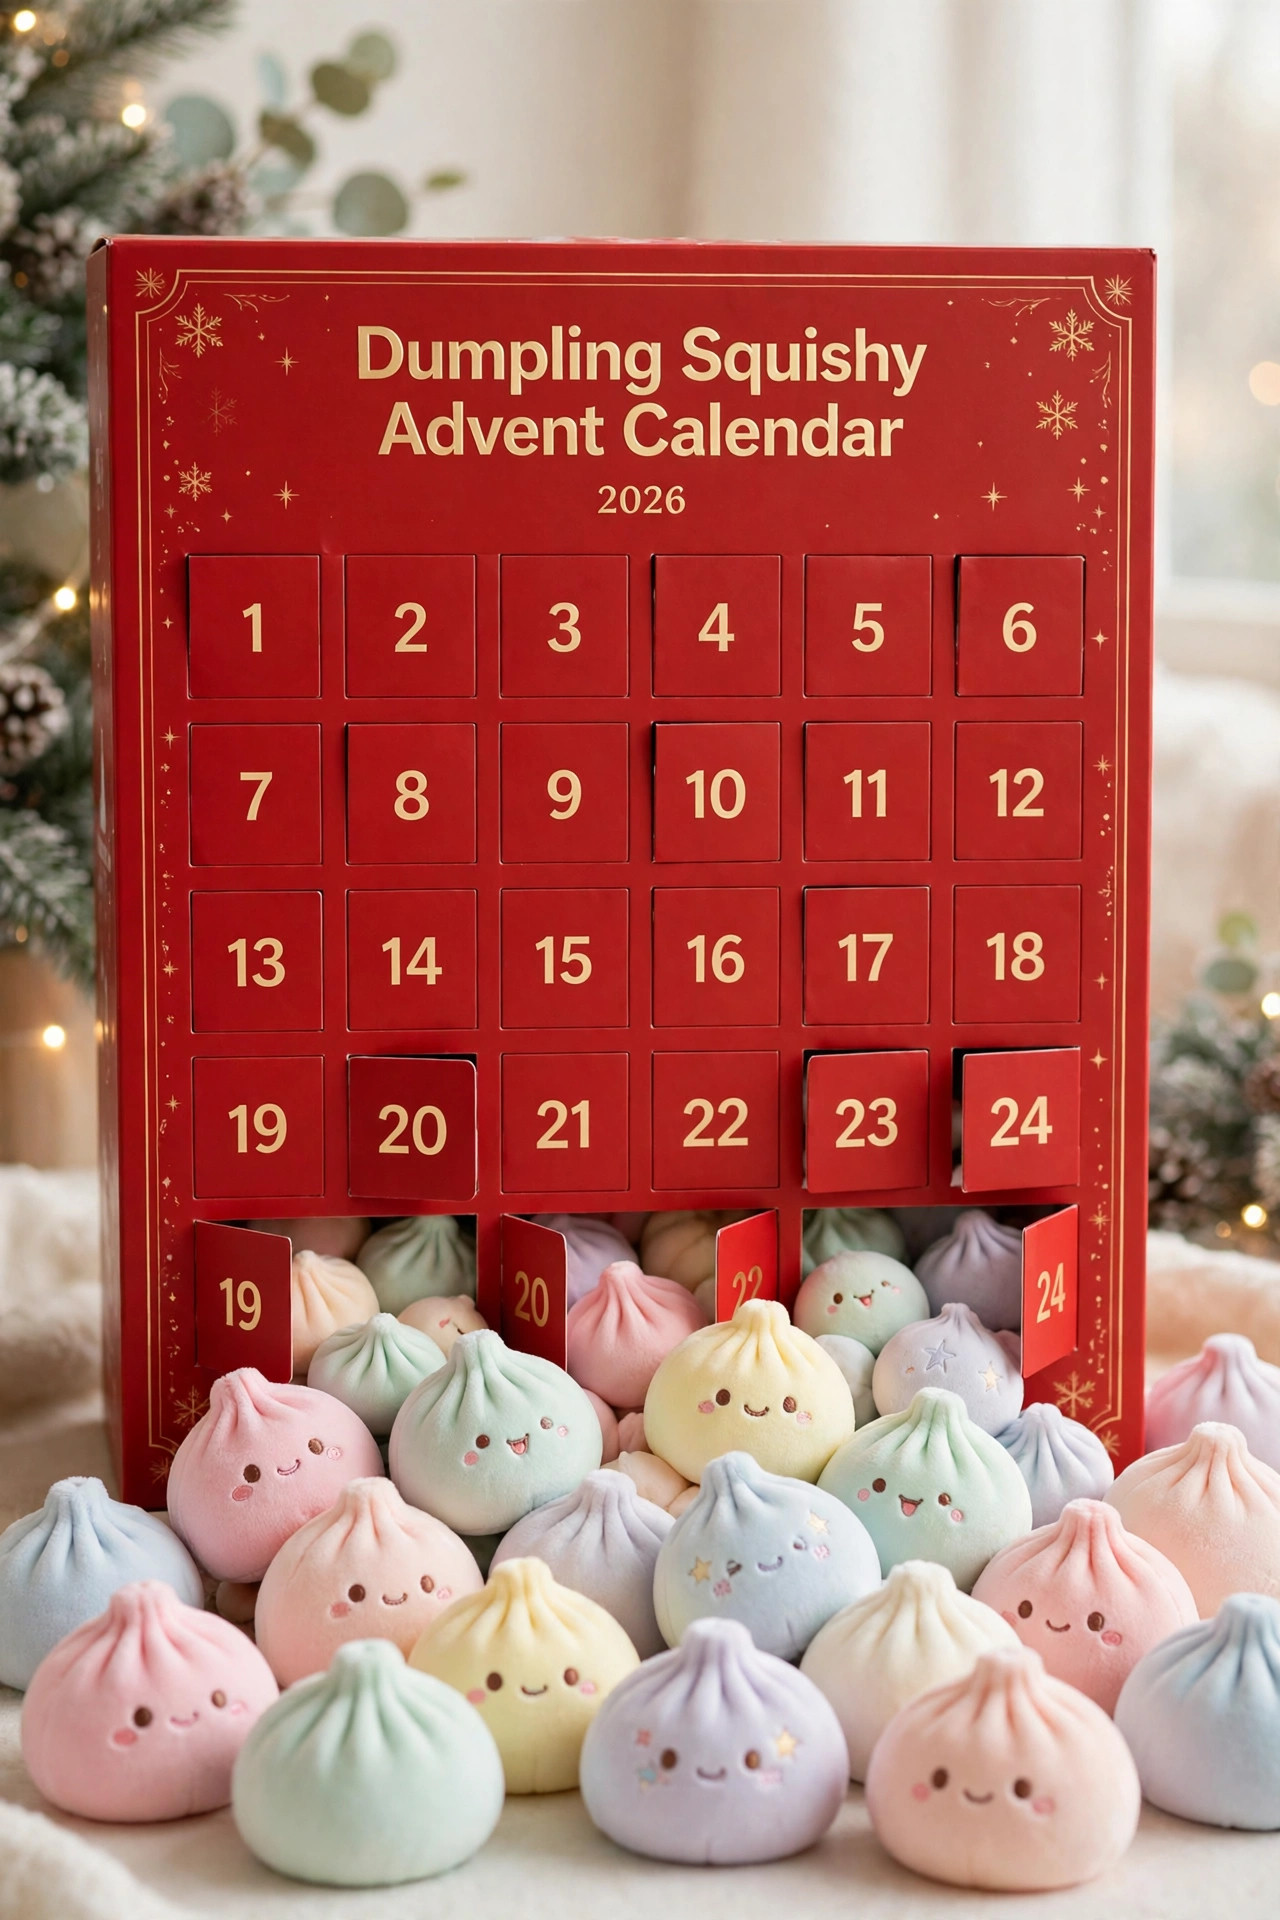 Dumpling Squishy
Advent Calendar
2026
1 2 3 4 5 6
7 8 9 10 11 12
13 14 15 16 17 18
19 20 21 22 23 24
19 20 22 24